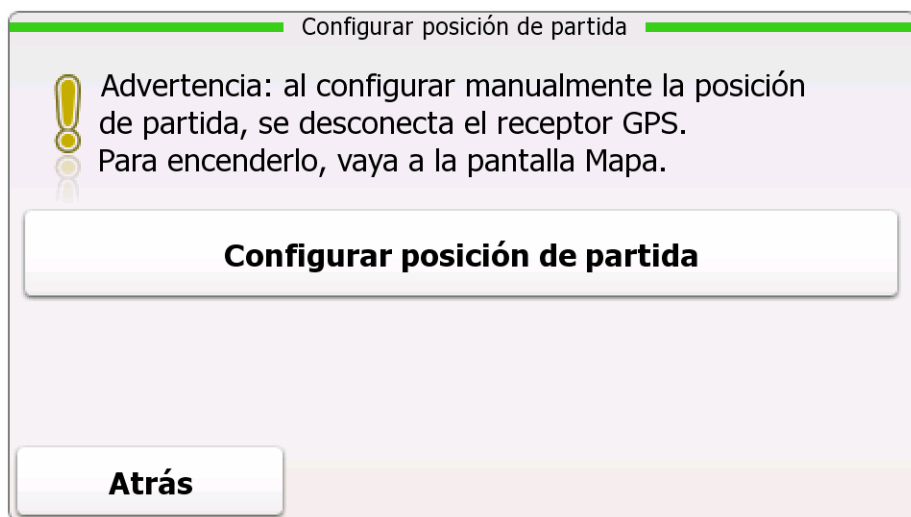 Configurar posición de partida
Advertencia: al configurar manualmente la posición
de partida, se desconecta el receptor GPS.
Para encenderlo, vaya a la pantalla Mapa.
Configurar posición de partida
Atrás